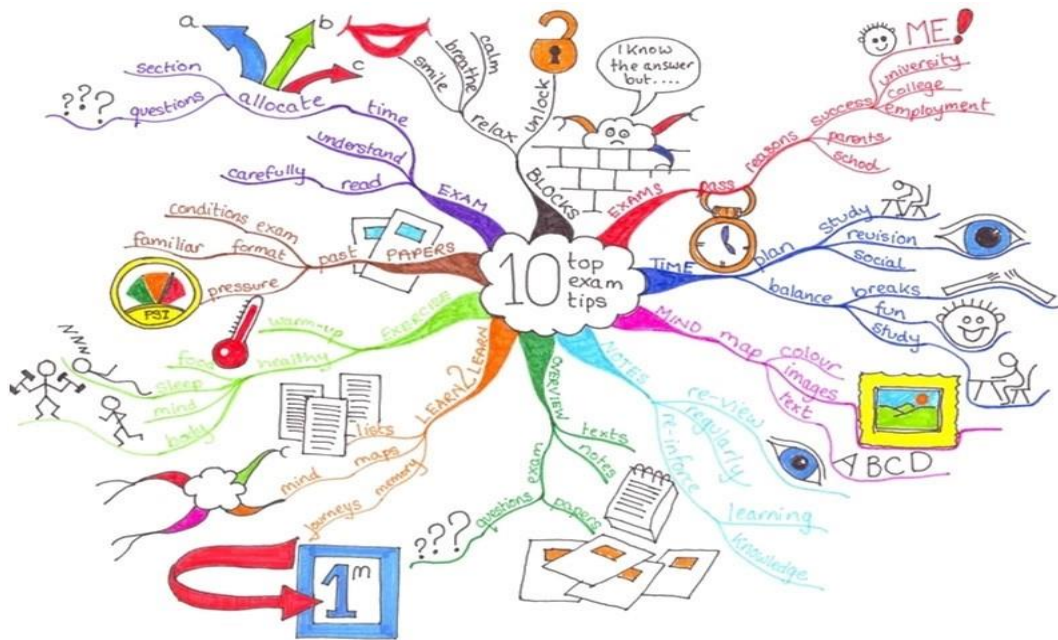 10 top
exam
tips
EXAMS
pass
reasons
success
ME!
university
college
employment
parents
school
TIME
plan
study
revision
social
balance
breaks
fun
study
MIND
map
colour
images
text
ABCD
NOTES
re-view
regularly
re-inforce
learning
knowledge
OVERVIEW
texts
notes
exam
papers
questions
???
LEARN 2 LEARN
lists
mind maps
journeys memory
1m
EXERCISE
warm-up
healthy
food
sleep
mind
body
ZZZZ
PAPERS
past
conditions exam
familiar format
pressure
PSI
EXAM
time
allocate
section
questions
???
a
b
c
understand
read
carefully
BLOCKS
relax
smile
breathe
calm
unlock
I know
the answer
but....